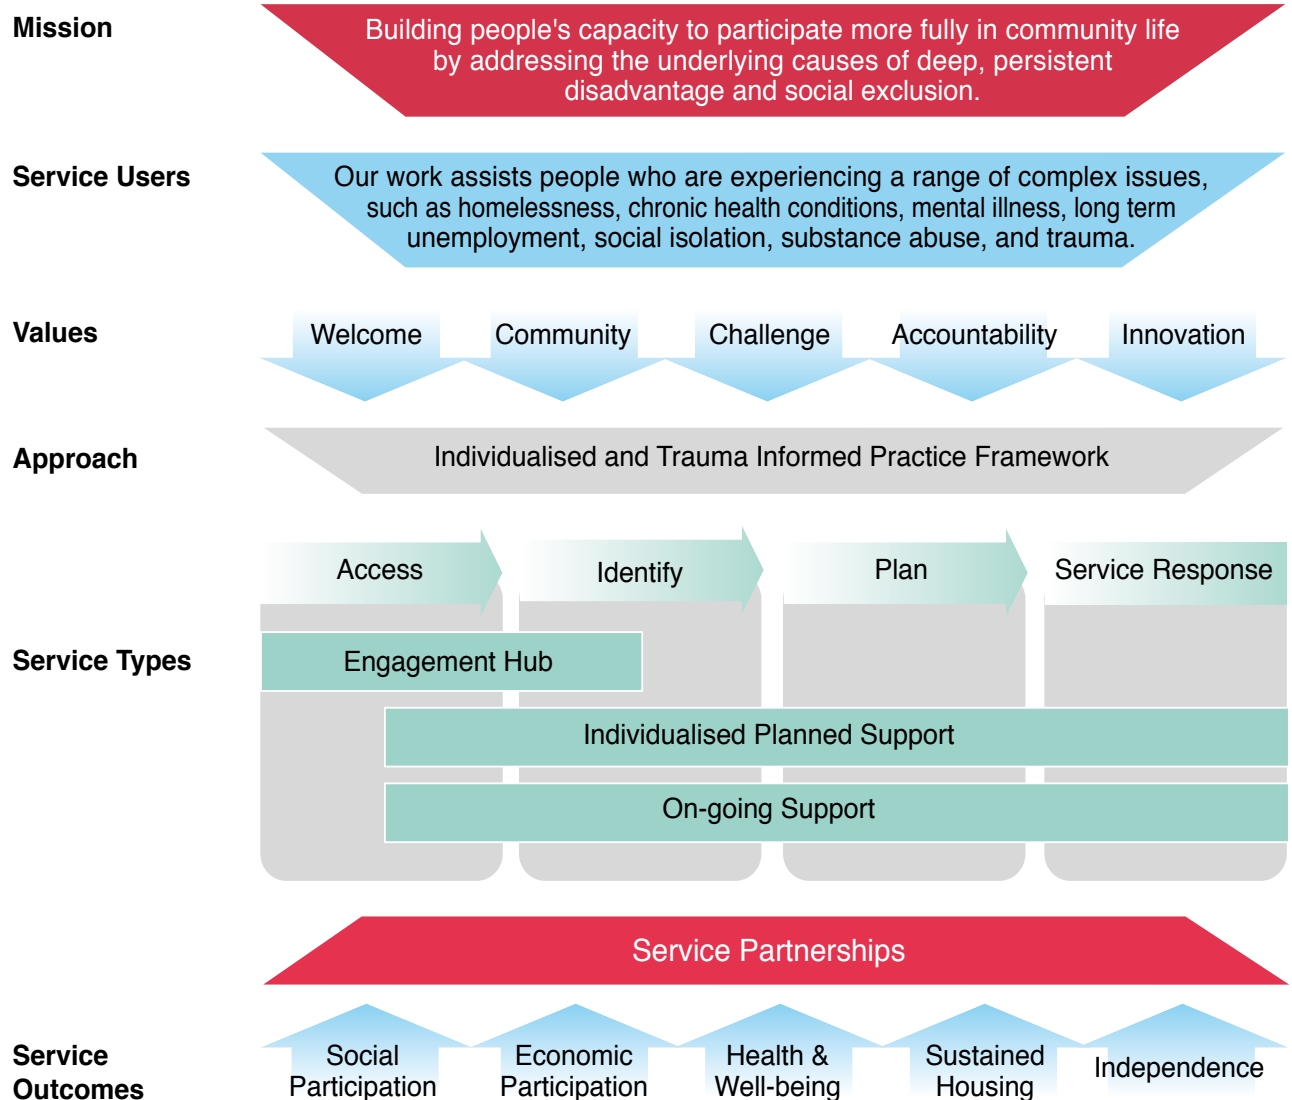 Mission
Building people's capacity to participate more fully in community life
by addressing the underlying causes of deep, persistent
disadvantage and social exclusion.
Service Users
Our work assists people who are experiencing a range of complex issues,
such as homelessness, chronic health conditions, mental illness, long term
unemployment, social isolation, substance abuse, and trauma.
Values
Welcome
Community
Challenge
Accountability
Innovation
Approach
Individualised and Trauma Informed Practice Framework
Access
Identify
Plan
Service Response
Service Types
Engagement Hub
Individualised Planned Support
On-going Support
Service Partnerships
Service
Outcomes
Social
Participation
Economic
Participation
Health &
Well-being
Sustained
Housing
Independence